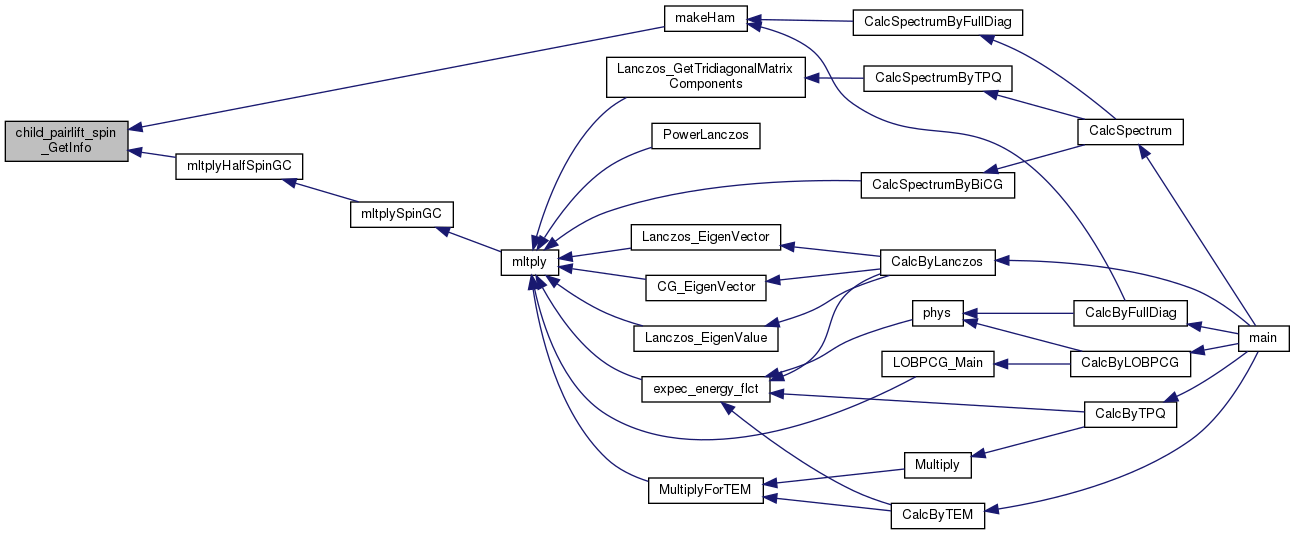 makeHam
CalcSpectrumByFullDiag
Lanczos_GetTridiagonalMatrix
Components
CalcSpectrumByTPQ
child_pairlift_spin
_GetInfo
PowerLanczos
CalcSpectrum
mltplyHalfSpinGC
CalcSpectrumByBiCG
mltplySpinGC
Lanczos_EigenVector
mltply
CalcByLanczos
CG_EigenVector
phys
CalcByFullDiag
Lanczos_EigenValue
main
LOBPCG_Main
CalcByLOBPCG
expec_energy_flct
CalcByTPQ
Multiply
MultiplyForTEM
CalcByTEM